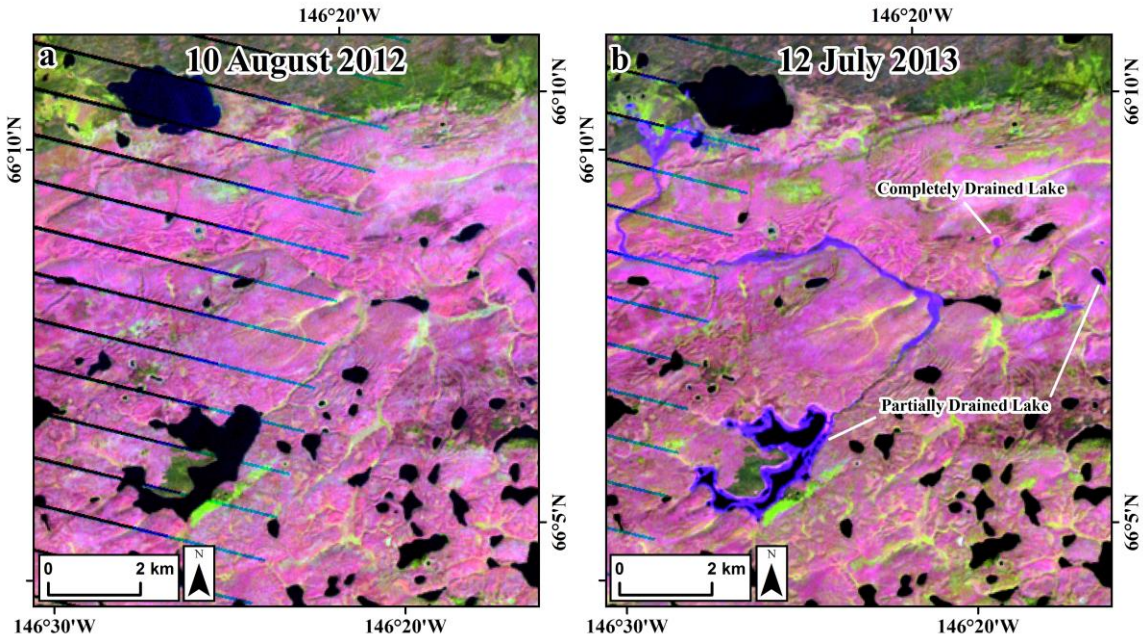 146°20'W
146°20'W
a
10 August 2012
b
12 July 2013
66°10'N
66°10'N
66°10'N
Completely Drained Lake
Partially Drained Lake
66°5'N
66°5'N
0
2 km
N
0
2 km
N
146°30'W
146°20'W
146°30'W
146°20'W